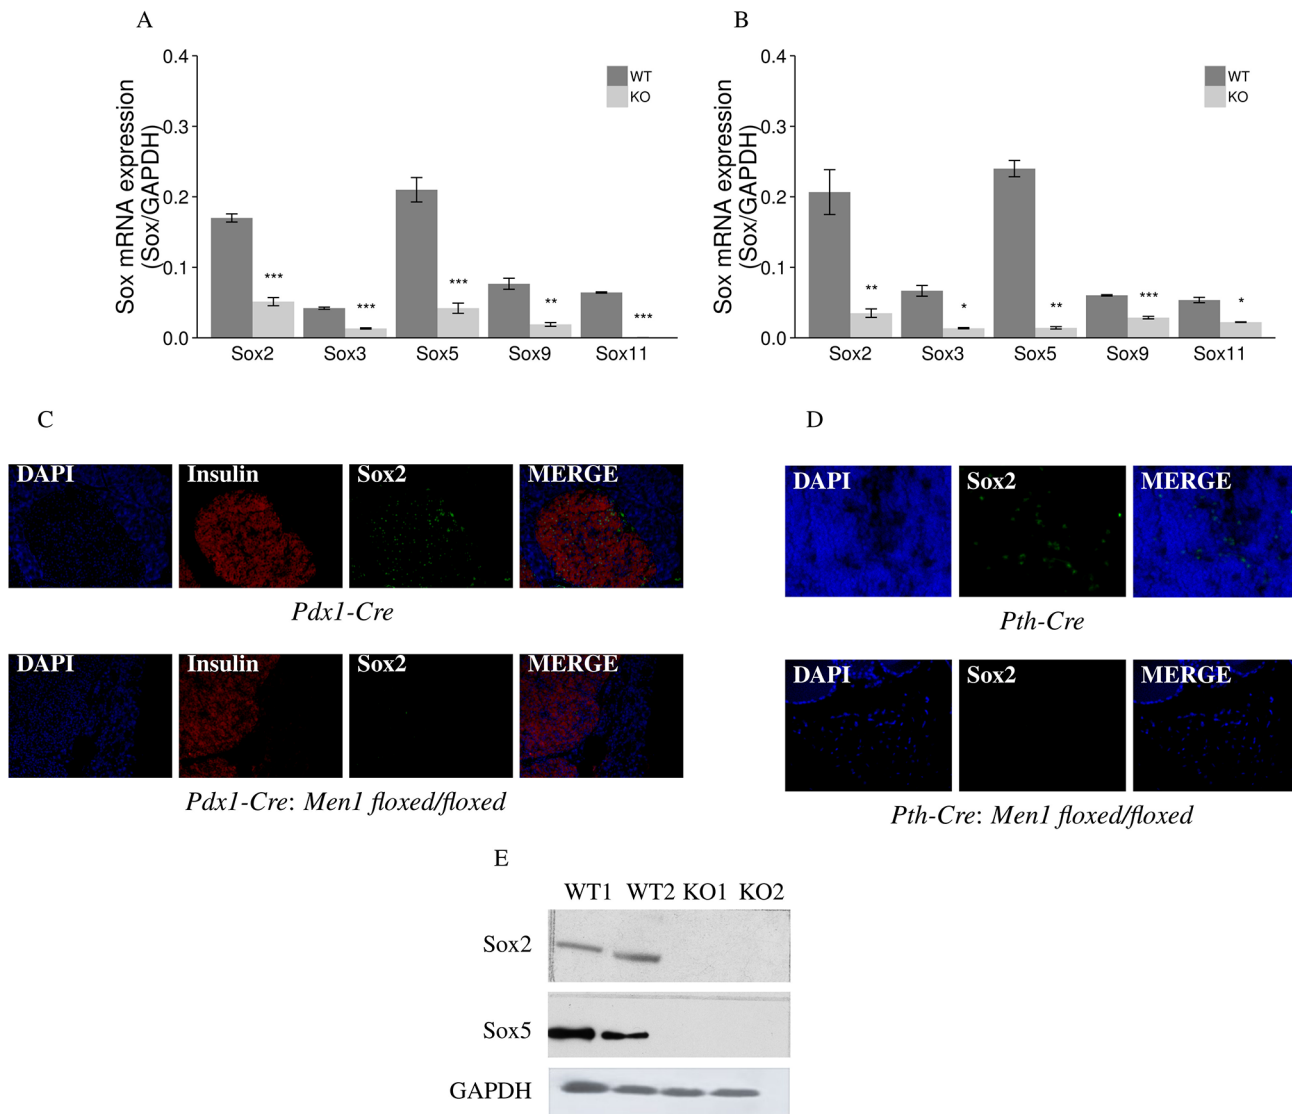 A
B
Sox mRNA expression
(Sox/GAPDH)
0.4
0.3
0.2
0.1
0.0
WT
KO
***
***
***
**
***
Sox2 Sox3 Sox5 Sox9 Sox11
Sox mRNA expression
(Sox/GAPDH)
0.4
0.3
0.2
0.1
0.0
WT
KO
**
*
**
***
*
Sox2 Sox3 Sox5 Sox9 Sox11
C
DAPI Insulin Sox2 MERGE
Pdx1-Cre
DAPI Insulin Sox2 MERGE
Pdx1-Cre: Men1 floxed/floxed
D
DAPI Sox2 MERGE
Pth-Cre
DAPI Sox2 MERGE
Pth-Cre: Men1 floxed/floxed
E
WT1 WT2 KO1 KO2
Sox2
Sox5
GAPDH